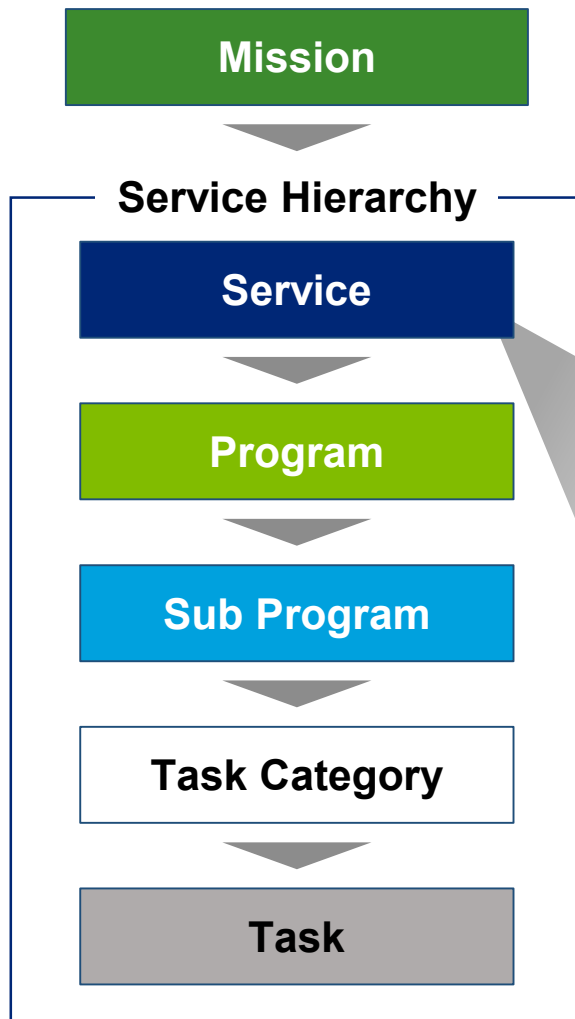 Mission
Service Hierarchy
Service
Program
Sub Program
Task Category
Task